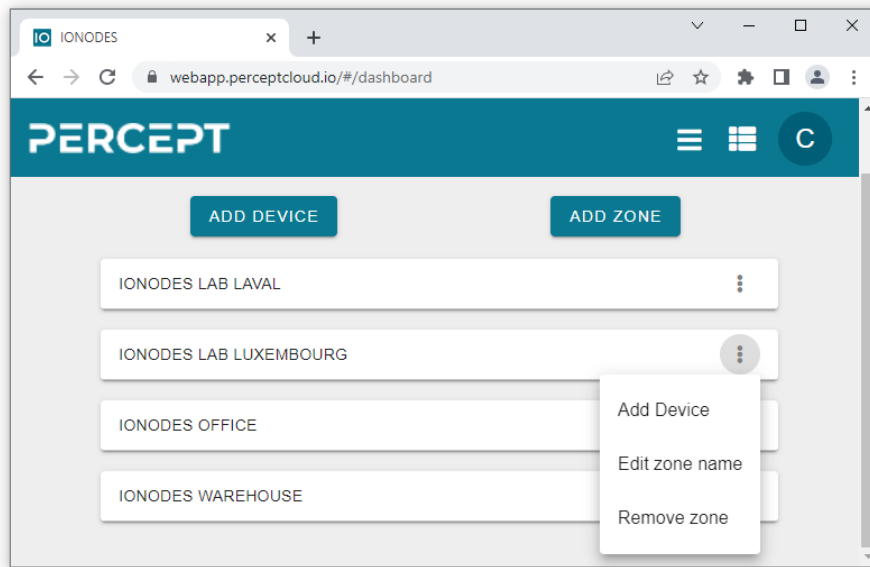 IO IONODES
webapp.perceptcloud.io/#/dashboard
PERCEPT
C
ADD DEVICE ADD ZONE
IONODES LAB LAVAL
IONODES LAB LUXEMBOURG
Add Device
IONODES OFFICE
Edit zone name
IONODES WAREHOUSE
Remove zone